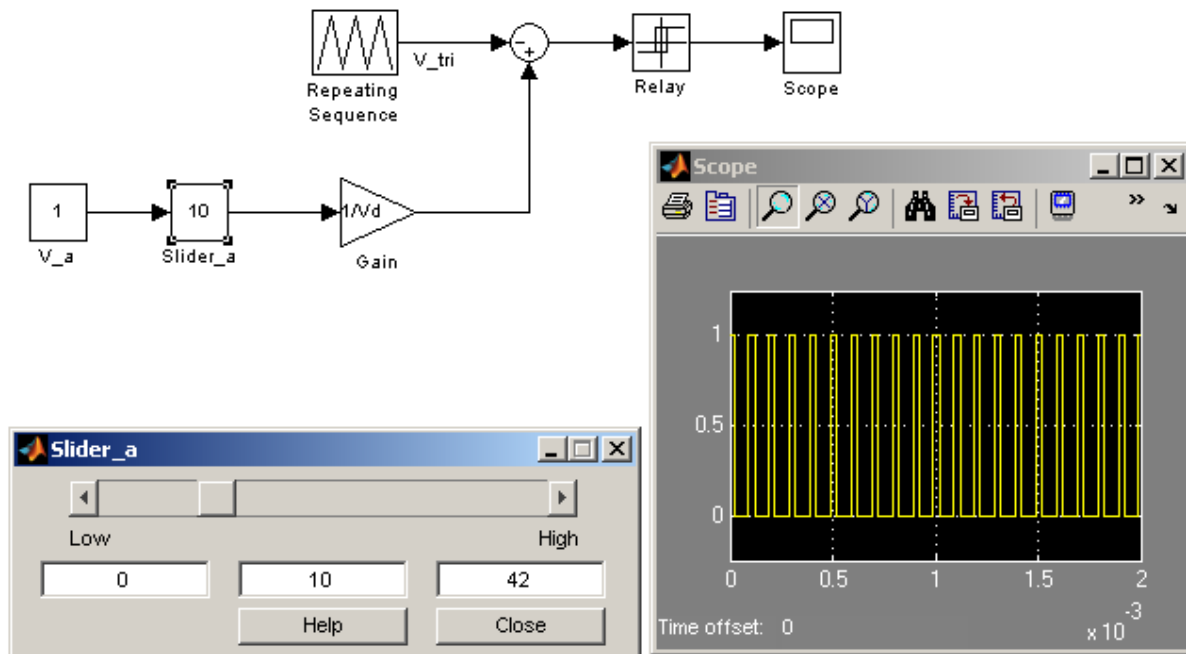 V_tri
Repeating
Sequence
-
+
Relay
Scope
1
V_a
10
Slider_a
1/Vd
Gain
Scope
»
1
0.5
0
0
0.5
1
1.5
2
x 10
-3
Time offset: 0
Slider_a
Low
High
0
10
42
Help
Close